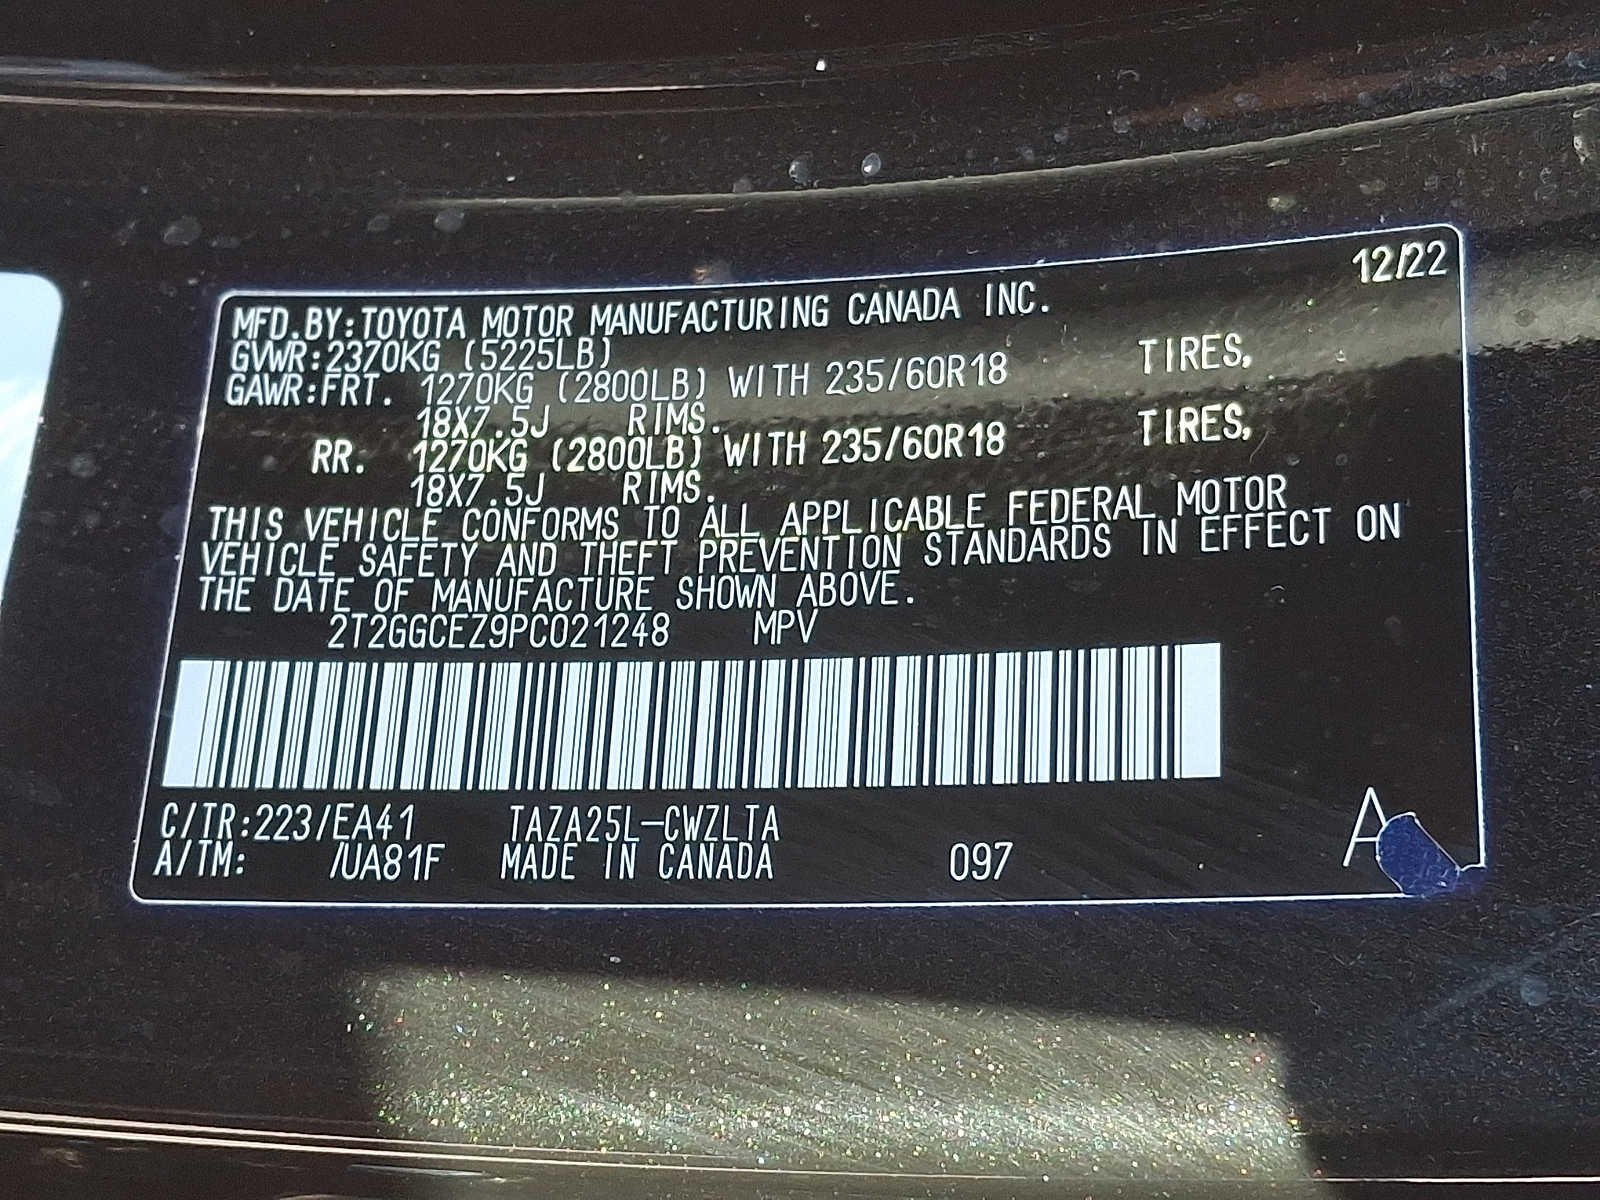 12/22
MFD.BY:TOYOTA MOTOR MANUFACTURING CANADA INC.
GVWR:2370KG (5225LB)
GAWR:FRT. 1270KG (2800LB) WITH 235/60R18 TIRES,
18X7.5J RIMS.
RR. 1270KG (2800LB) WITH 235/60R18 TIRES,
18X7.5J RIMS.
THIS VEHICLE CONFORMS TO ALL APPLICABLE FEDERAL MOTOR
VEHICLE SAFETY AND THEFT PREVENTION STANDARDS IN EFFECT ON
THE DATE OF MANUFACTURE SHOWN ABOVE.
2T2GGCEZ9PC021248 MPV
C/TR:223/EA41 TAZA25L-CWZLTA
A/TM: /UA81F MADE IN CANADA 097 A